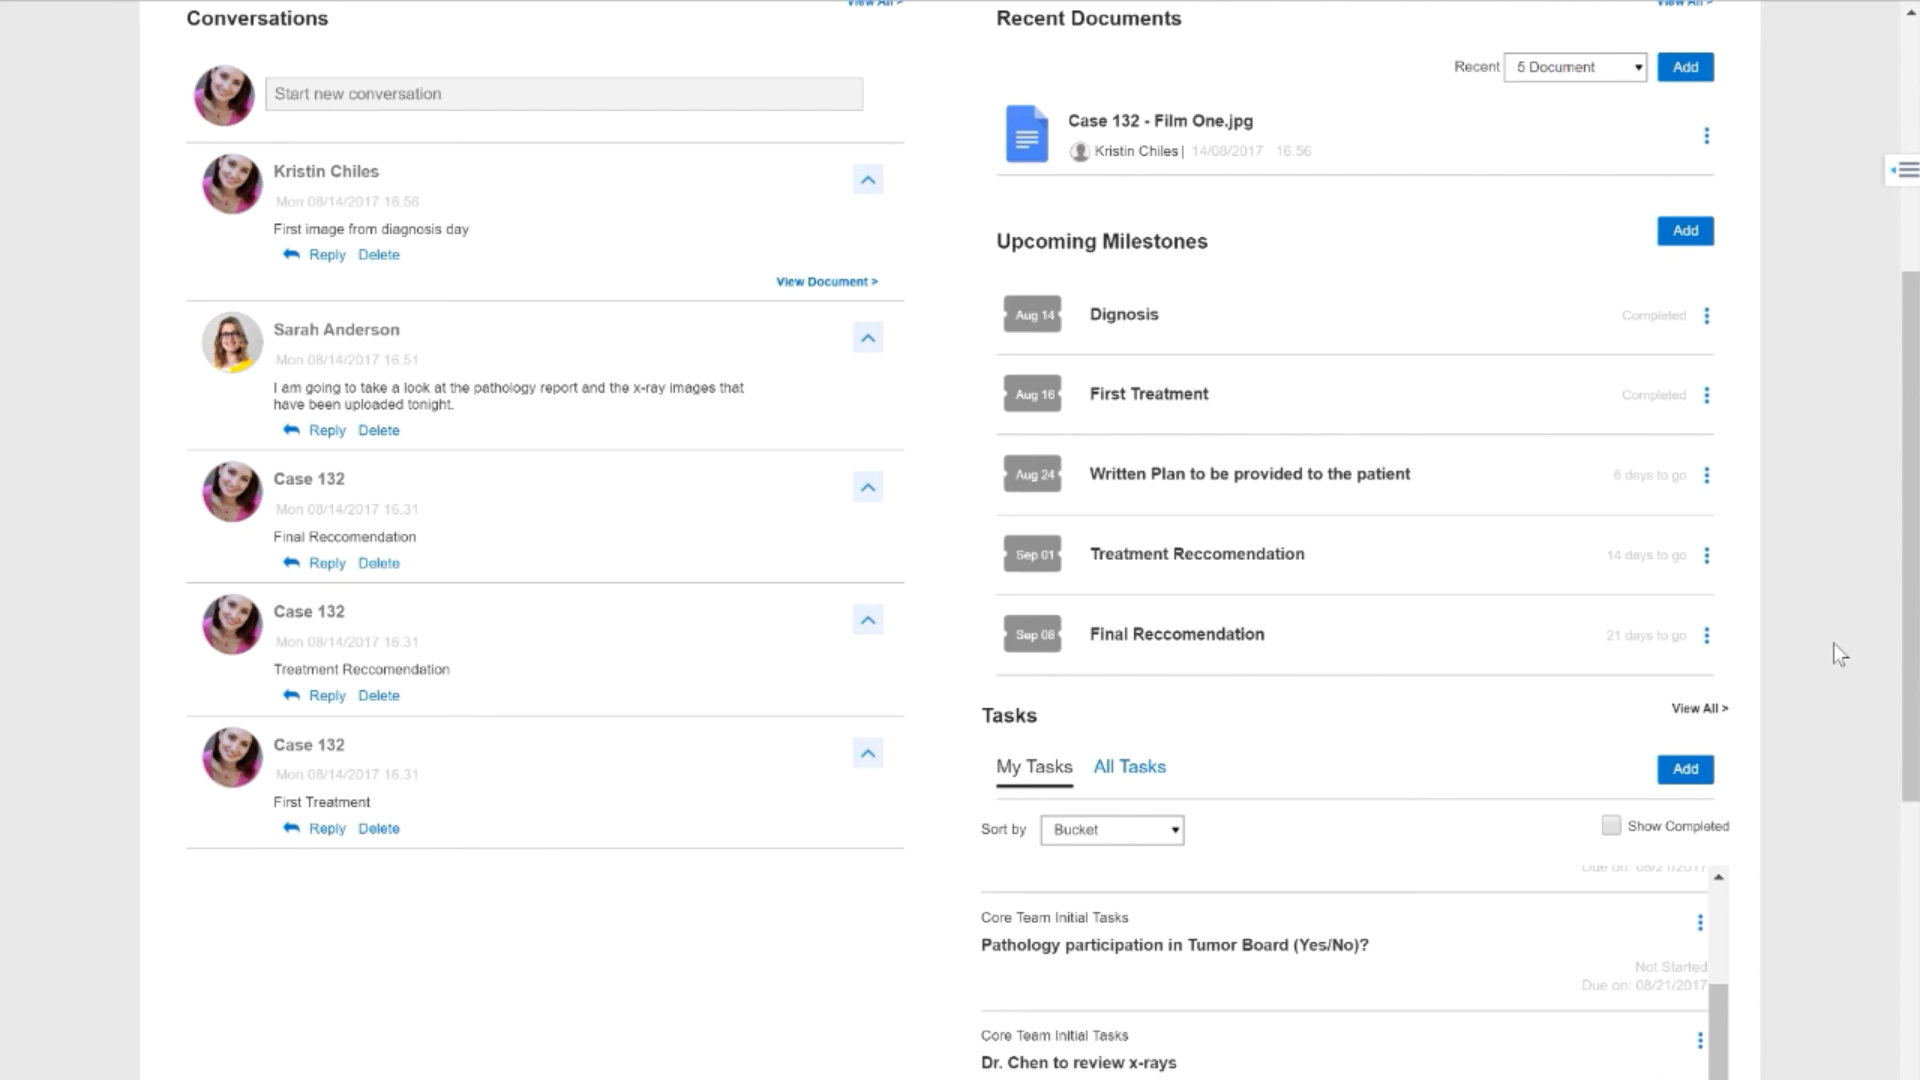 View All >
Conversations
Start new conversation
Kristin Chiles
Mon 08/14/2017 16.56
First image from diagnosis day
Reply Delete
View Document >
Sarah Anderson
Mon 08/14/2017 16.51
I am going to take a look at the pathology report and the x-ray images that
have been uploaded tonight.
Reply Delete
Case 132
Mon 08/14/2017 16.31
Final Reccomendation
Reply Delete
Case 132
Mon 08/14/2017 16.31
Treatment Reccomendation
Reply Delete
Case 132
Mon 08/14/2017 16.31
First Treatment
Reply Delete
View All >
Recent Documents
Recent 5 Document Add
Case 132 - Film One.jpg
Kristin Chiles | 14/08/2017 16.56
Upcoming Milestones Add
Aug 14 Dignosis Completed
Aug 16 First Treatment Completed
Aug 24 Written Plan to be provided to the patient 6 days to go
Sep 01 Treatment Reccomendation 14 days to go
Sep 08 Final Reccomendation 21 days to go
Tasks View All >
My Tasks All Tasks Add
Sort by Bucket Show Completed
Due on: 08/21/2017
Core Team Initial Tasks
Pathology participation in Tumor Board (Yes/No)?
Not Started
Due on: 08/21/2017
Core Team Initial Tasks
Dr. Chen to review x-rays